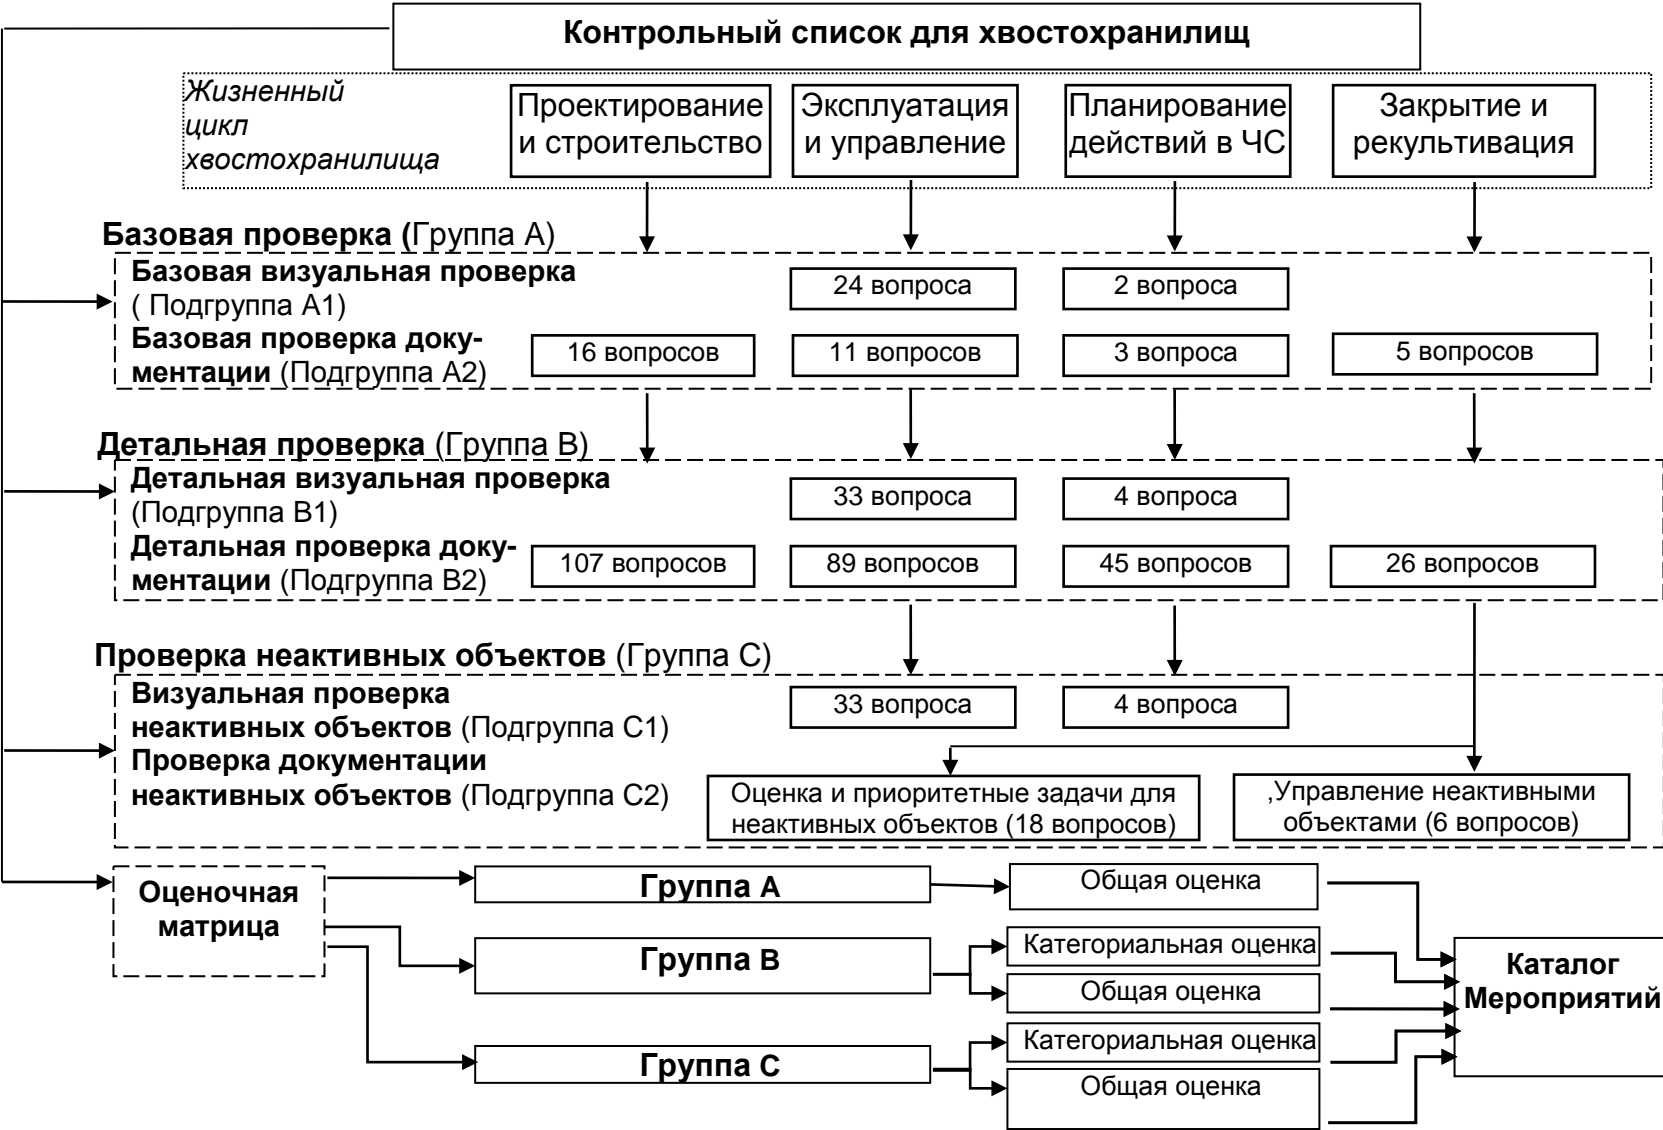 Контрольный список для хвостохранилищ
Жизненный
цикл
хвостохранилища
Проектирование
и строительство
Эксплуатация
и управление
Планирование
действий в ЧС
Закрытие и
рекультивация
Базовая проверка (Группа А)
Базовая визуальная проверка
( Подгруппа А1)
24 вопроса
2 вопроса
Базовая проверка доку-
ментации (Подгруппа А2)
16 вопросов
11 вопросов
3 вопроса
5 вопросов
Детальная проверка (Группа В)
Детальная визуальная проверка
(Подгруппа В1)
33 вопроса
4 вопроса
Детальная проверка доку-
ментации (Подгруппа В2)
107 вопросов
89 вопросов
45 вопросов
26 вопросов
Проверка неактивных объектов (Группа С)
Визуальная проверка
неактивных объектов (Подгруппа С1)
33 вопроса
4 вопроса
Проверка документации
неактивных объектов (Подгруппа С2)
Оценка и приоритетные задачи для
неактивных объектов (18 вопросов)
,Управление неактивными
объектами (6 вопросов)
Оценочная
матрица
Группа А
Общая оценка
Группа В
Категориальная оценка
Общая оценка
Группа С
Категориальная оценка
Общая оценка
Каталог
Мероприятий